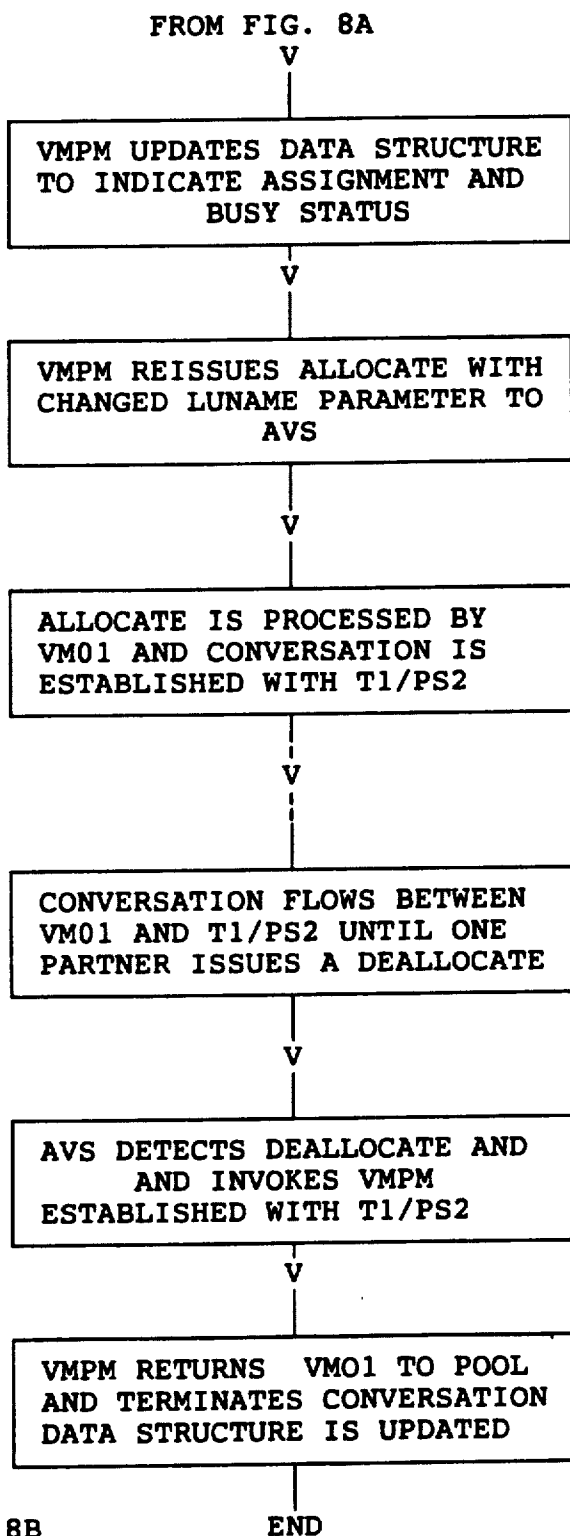 FROM FIG. 8A
V
VMPM UPDATES DATA STRUCTURE
TO INDICATE ASSIGNMENT AND
BUSY STATUS
V
VMPM REISSUES ALLOCATE WITH
CHANGED LUNAME PARAMETER TO
AVS
V
ALLOCATE IS PROCESSED BY
VM01 AND CONVERSATION IS
ESTABLISHED WITH T1/PS2
V
CONVERSATION FLOWS BETWEEN
VM01 AND T1/PS2 UNTIL ONE
PARTNER ISSUES A DEALLOCATE
V
AVS DETECTS DEALLOCATE AND
AND INVOKES VMPM
ESTABLISHED WITH T1/PS2
V
VMPM RETURNS VMO1 TO POOL
AND TERMINATES CONVERSATION
DATA STRUCTURE IS UPDATED
8B END